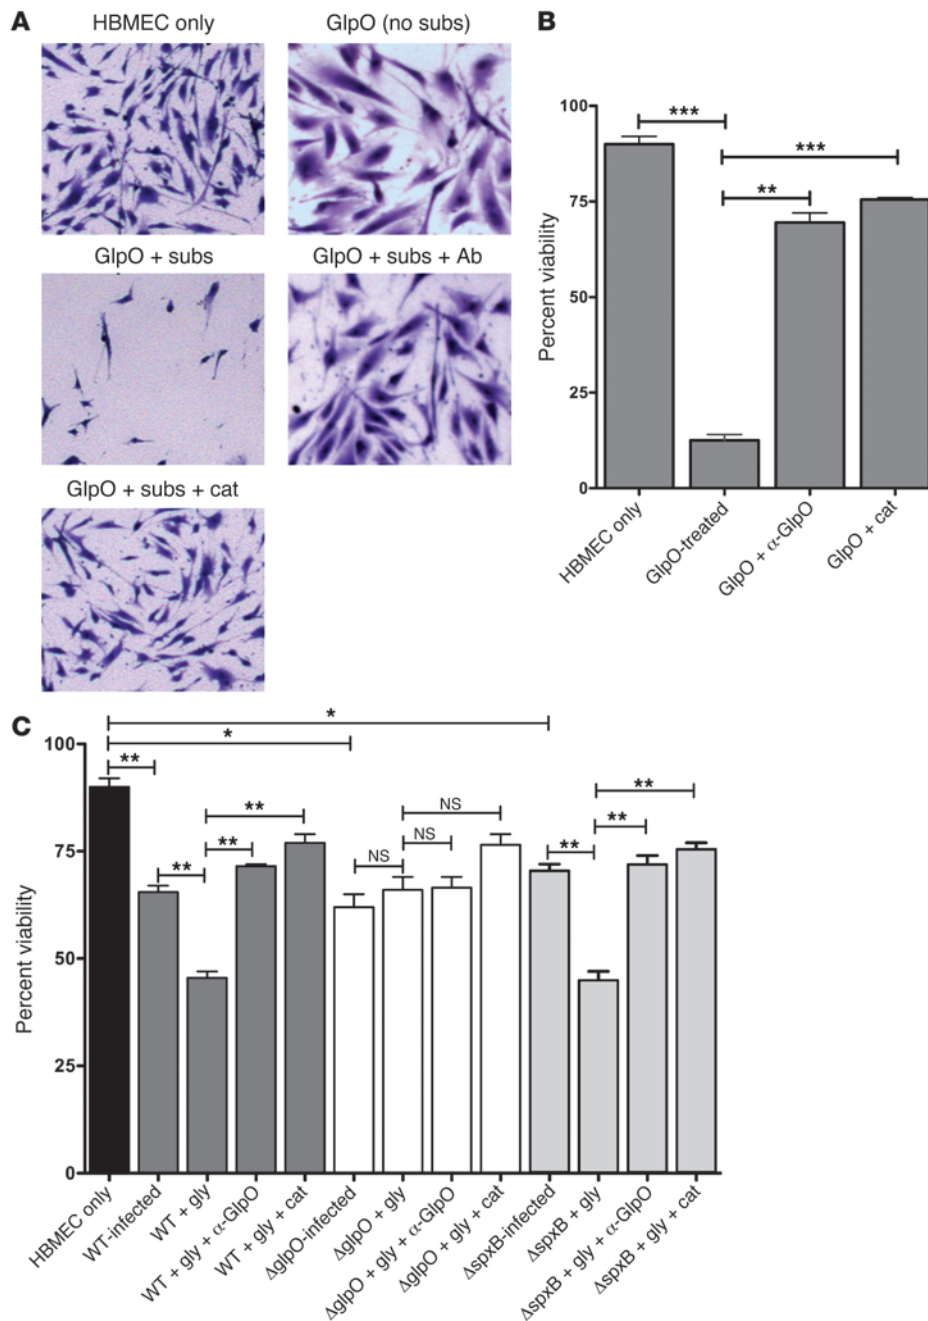 A
HBMEC only
GlpO (no subs)
GlpO + subs
GlpO + subs + Ab
GlpO + subs + cat
B
Percent viability
100
75
50
25
0
***
***
**
HBMEC only
GlpO-treated
GlpO + α-GlpO
GlpO + cat
C
Percent viability
100
75
50
25
0
*
*
**
**
**
**
NS
NS
NS
**
**
**
HBMEC only
WT-infected
WT + gly
WT + gly + α-GlpO
WT + gly + cat
ΔglpO-infected
ΔglpO + gly
ΔglpO + gly + α-GlpO
ΔglpO + gly + cat
ΔspxB-infected
ΔspxB + gly
ΔspxB + gly + α-GlpO
ΔspxB + gly + cat